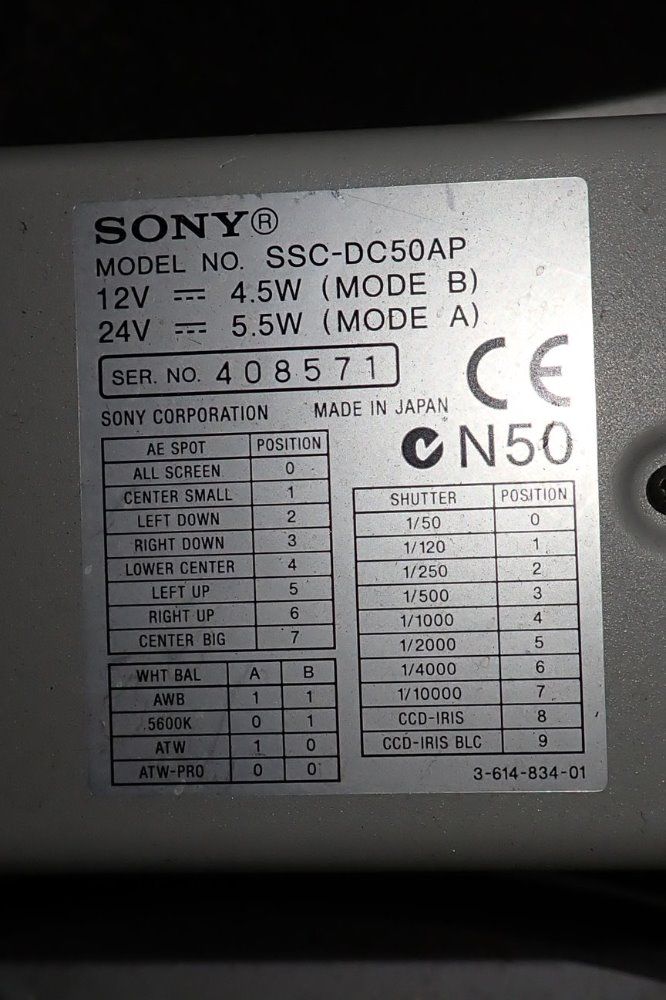 SONY®
MODEL NO. SSC-DC50AP
12V ⎓ 4.5W (MODE B)
24V ⎓ 5.5W (MODE A)
SER. NO. 408571
CE
SONY CORPORATION MADE IN JAPAN
N50
AE SPOT POSITION
ALL SCREEN 0
CENTER SMALL 1
LEFT DOWN 2
RIGHT DOWN 3
LOWER CENTER 4
LEFT UP 5
RIGHT UP 6
CENTER BIG 7
WHT BAL A B
AWB 1 1
5600K 0 1
ATW 1 0
ATW-PRO 0 0
SHUTTER POSITION
1/50 0
1/120 1
1/250 2
1/500 3
1/1000 4
1/2000 5
1/4000 6
1/10000 7
CCD-IRIS 8
CCD-IRIS BLC 9
3-614-834-01